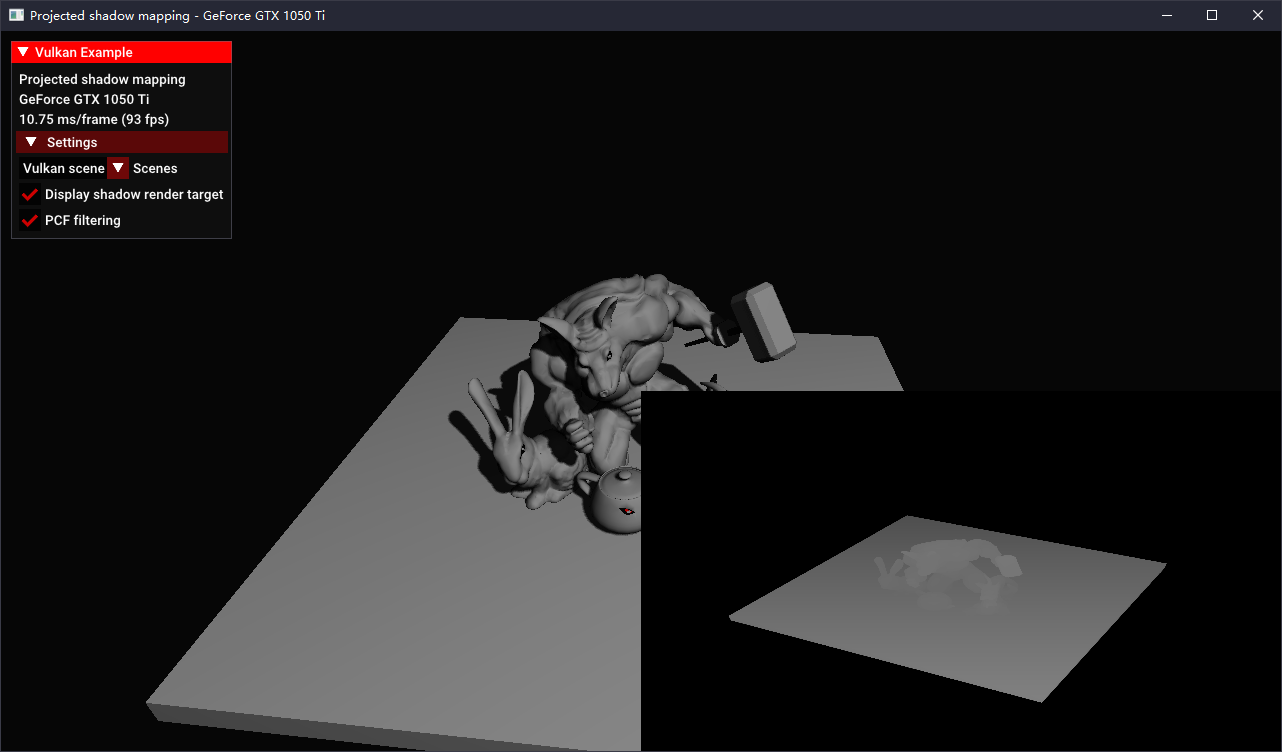 Projected shadow mapping - GeForce GTX 1050 Ti
Vulkan Example
Projected shadow mapping
GeForce GTX 1050 Ti
10.75 ms/frame (93 fps)
Settings
Vulkan scene Scenes
Display shadow render target
PCF filtering